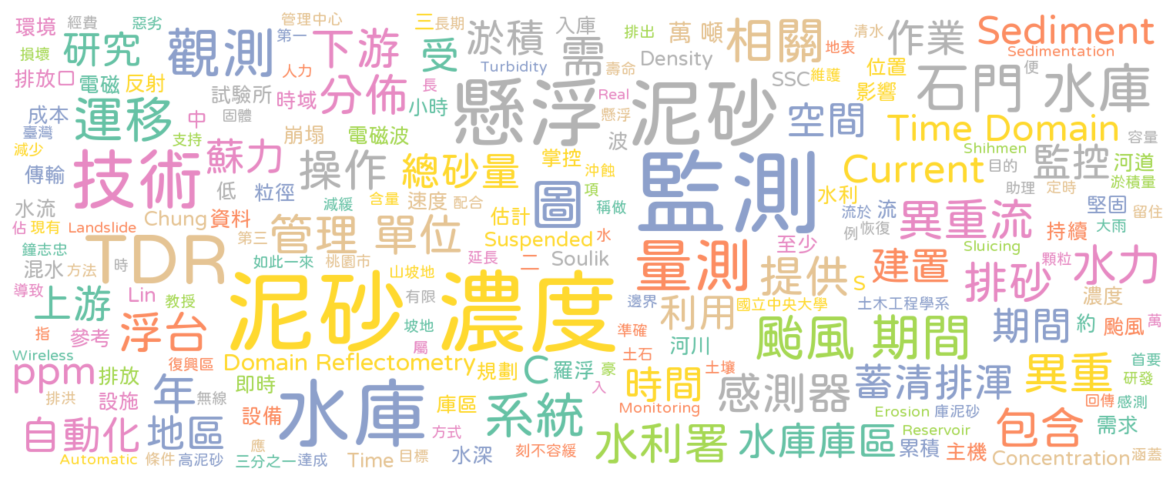 環境 經費 惡劣 管理中心 三 長期 入庫 排出 萬 噸 相關 清水 作業 Sediment
損壞 研究 觀測 第一 下游 受 淤積 需 地表 Sedimentation
排放口 電磁 反射 人力 分佈 長 Turbidity 壽命 Density SSC 維護 位置 石門 水庫 便
成本 運移 試驗所 時域 中 小時 懸浮 泥砂 Real 懸浮 空間 影響
臺灣 支持 固體 崩塌 電磁波 波 Time Domain 容量
減少 技術 蘇力 總砂量 掌控 監測 Current Shihmen 監控 河道
傳輸 低 粒徑 操作 沖蝕 水利 目的 助理 定時 淤積量
水流 Chung 資料 減緩 含量 速度 配合 估計 圖 項 稱做 流於 流 異重流 堅固 留住
佔 現有 Landslide 第三 管理 單位 Suspended 水 至少 例 恢復 持續 大雨
鐘志忠 TDR 如此一來 桃園市 延長 二 Soulik 量測 提供 建置 Sluicing 排砂 顆粒 水力
混水 方法 時 山坡地 S
導致 上游 Lin 教授 泥砂 濃度 有限 邊界 利用 國立中央大學 土木工程學系 濃度
指 參考 浮台 坡地 準確 颱風 期間 期間 約 颱風 萬
Wireless 復興區 Domain Reflectometry 屬 土石 河川 異重 首要
ppm 排放 規劃 C 羅浮 豪 時間 土壤 感測器 蓄清排渾 研發
排洪 設施 年 無線 即時 水庫 庫區 系統 入 Monitoring Erosion 庫泥砂 包含 回傳 感測
自動化 地區 設備 方式 水利署 水庫庫區 Reservoir 需求
Automatic 條件 高泥砂 應 三分之一 達成 Time 目標 水深 刻不容緩 累積 主機 Concentration 涵蓋